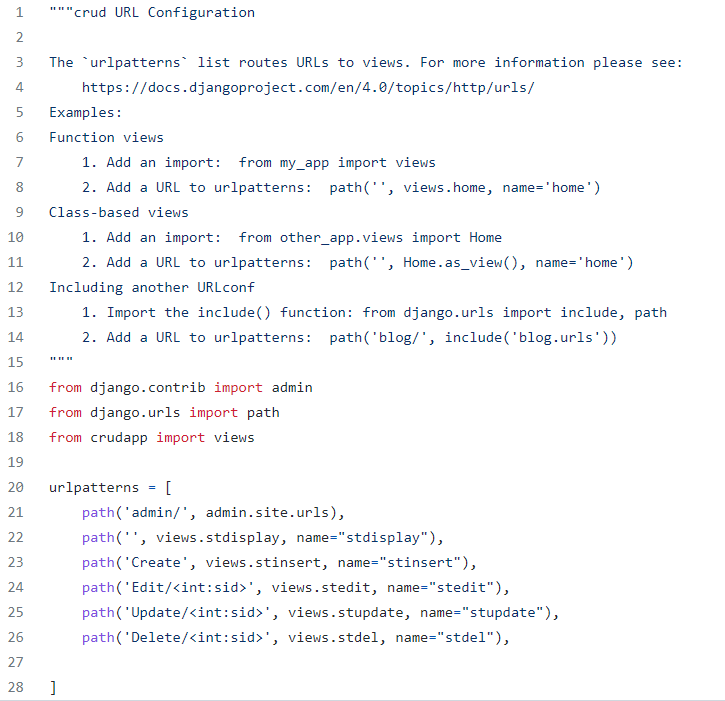 1 """crud URL Configuration
2
3 The `urlpatterns` list routes URLs to views. For more information please see:
4     https://docs.djangoproject.com/en/4.0/topics/http/urls/
5 Examples:
6 Function views
7     1. Add an import:  from my_app import views
8     2. Add a URL to urlpatterns:  path('', views.home, name='home')
9 Class-based views
10     1. Add an import:  from other_app.views import Home
11     2. Add a URL to urlpatterns:  path('', Home.as_view(), name='home')
12 Including another URLconf
13     1. Import the include() function: from django.urls import include, path
14     2. Add a URL to urlpatterns:  path('blog/', include('blog.urls'))
15 """
16 from django.contrib import admin
17 from django.urls import path
18 from crudapp import views
19
20 urlpatterns = [
21     path('admin/', admin.site.urls),
22     path('', views.stdisplay, name="stdisplay"),
23     path('Create', views.stinsert, name="stinsert"),
24     path('Edit/<int:sid>', views.stedit, name="stedit"),
25     path('Update/<int:sid>', views.stupdate, name="stupdate"),
26     path('Delete/<int:sid>', views.stdel, name="stdel"),
27
28 ]